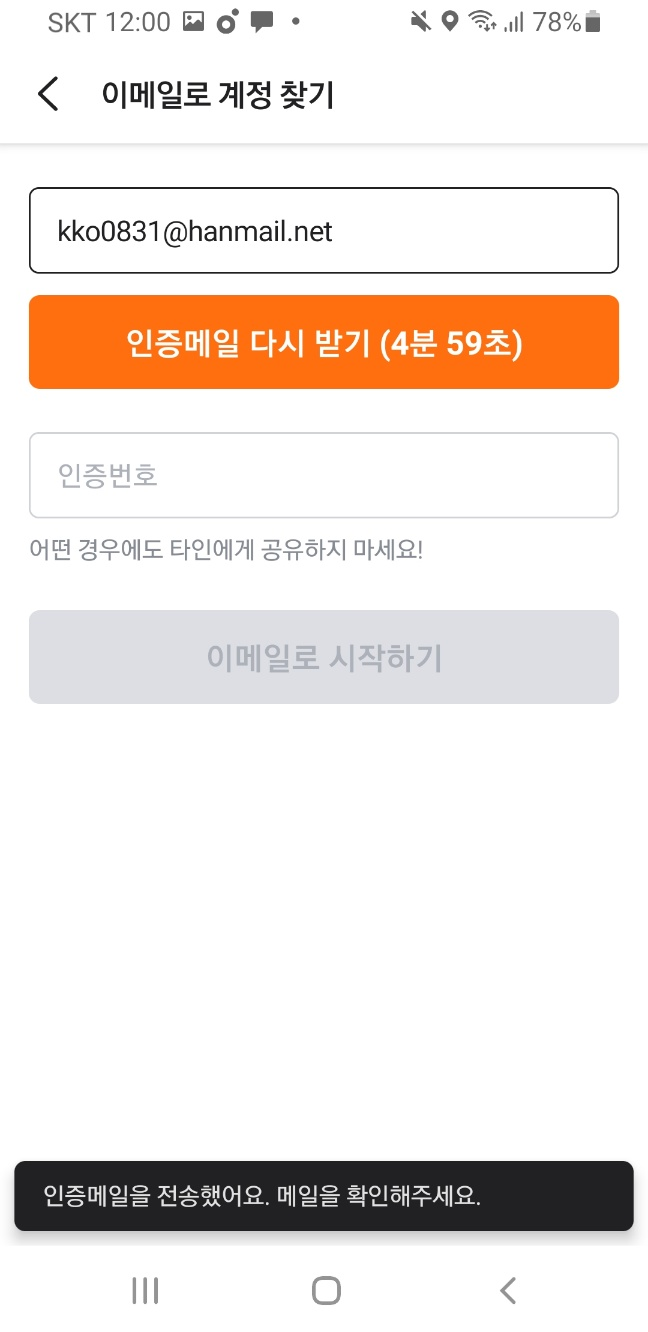 SKT 12:00 78%
이메일로 계정 찾기
kko0831@hanmail.net
인증메일 다시 받기 (4분 59초)
인증번호
어떤 경우에도 타인에게 공유하지 마세요!
이메일로 시작하기
인증메일을 전송했어요. 메일을 확인해주세요.